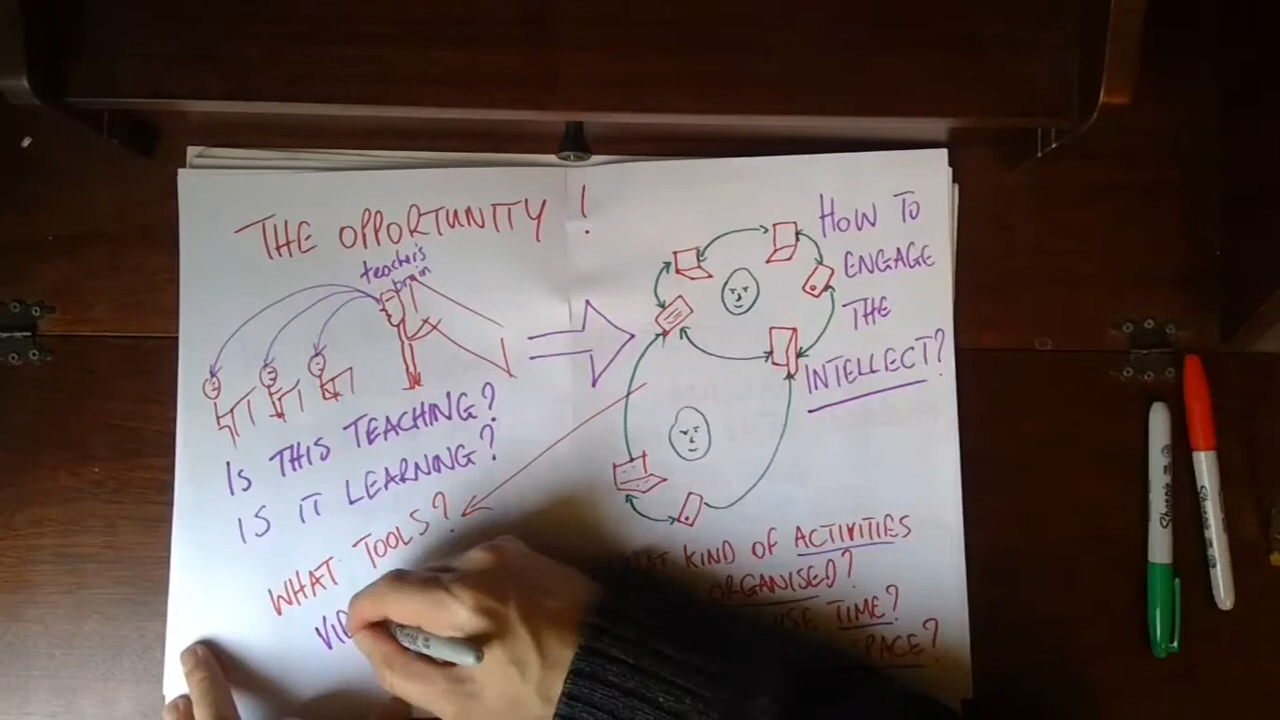 THE OPPORTUNITY!
teacher's
brain
IS THIS TEACHING?
IS IT LEARNING?
WHAT TOOLS?
HOW TO
ENGAGE
THE
INTELLECT?
KIND OF ACTIVITIES
ORGANISED?
TIME?
Sharpie